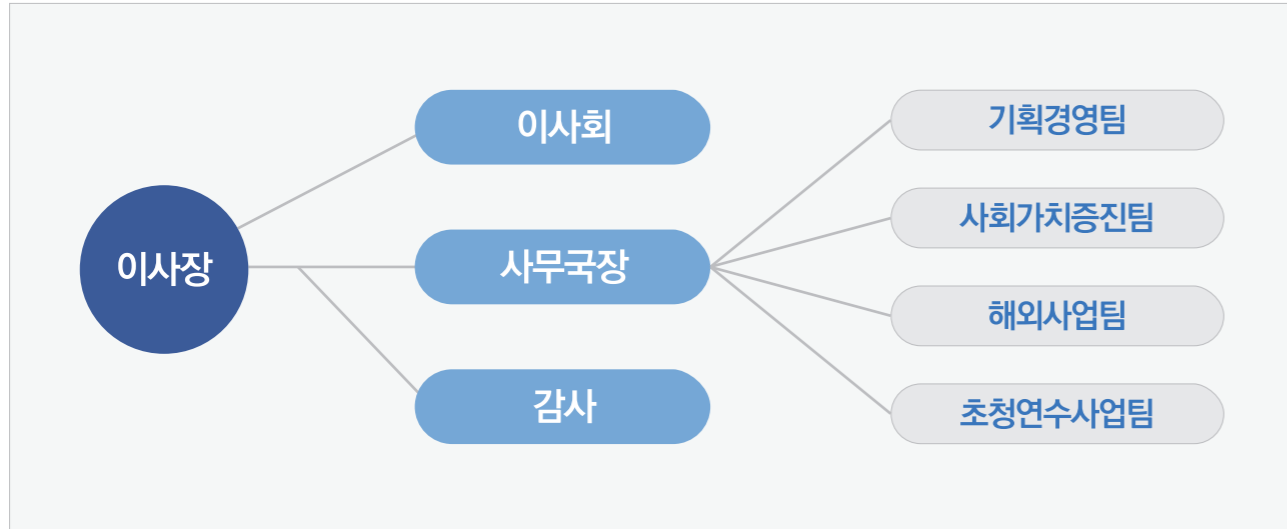 이사장
이사회
사무국장
감사
기획경영팀
사회가치증진팀
해외사업팀
초청연수사업팀